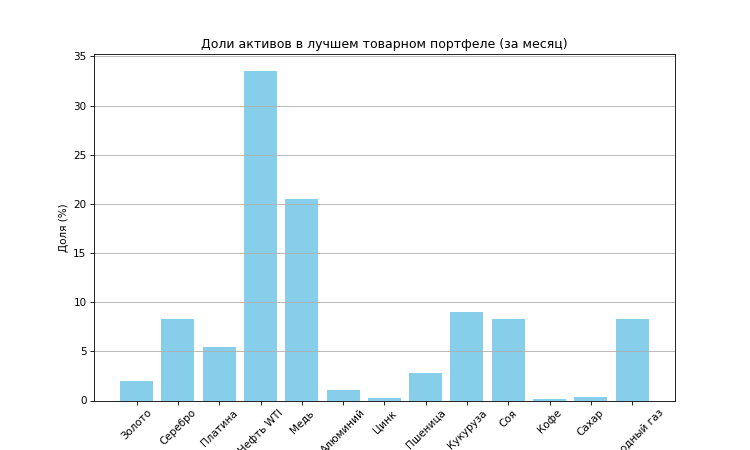 Доли активов в лучшем товарном портфеле (за месяц)
Доля (%)
35
30
25
20
15
10
5
0
Золото
Серебро
Платина
Нефть WTI
Медь
Алюминий
Цинк
Пшеница
Кукуруза
Соя
Кофе
Сахар
газ